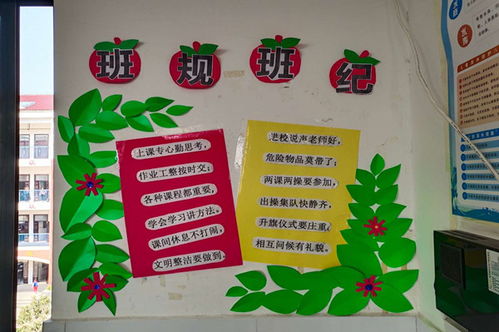 班规班纪
上课专心勤思考,
作业工整按时交;
各种课程都重要,
学会学习讲方法。
课间休息不打闹,
文明整洁要做到。
进校说声老师好,
危险物品莫带了;
两课两操要参加,
出操集队快静齐,
升旗仪式要庄重,
相互问候有礼貌。